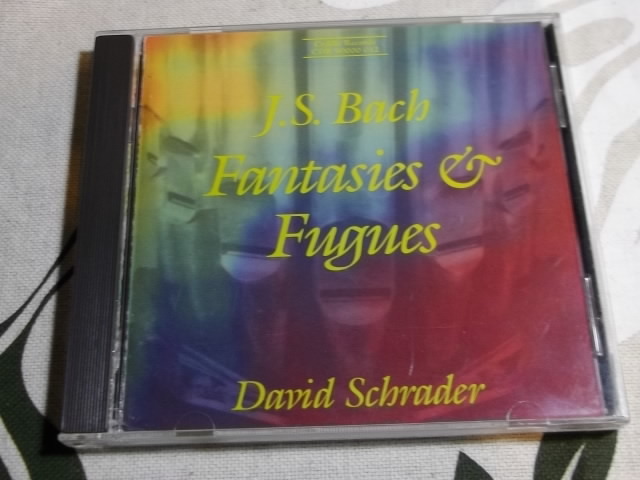 J.S. Bach
Fantasies &
Fugues
David Schrader